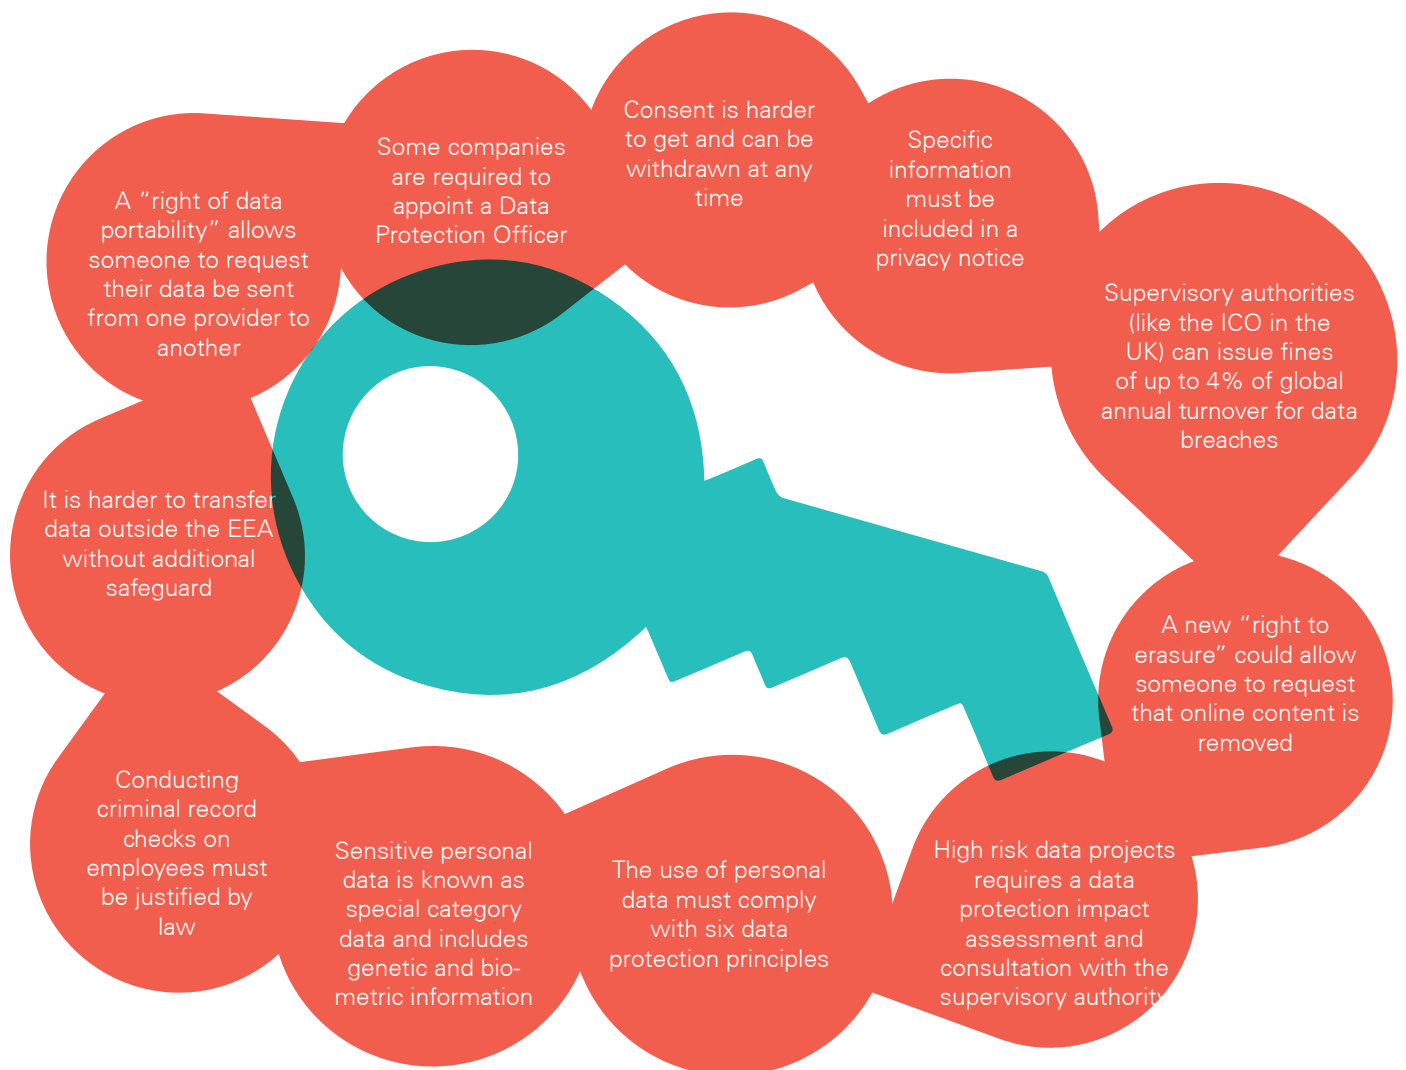 A “right of data
portability” allows
someone to request
their data be sent
from one provider to
another
Some companies
are required to
appoint a Data
Protection Officer
Consent is harder
to get and can be
withdrawn at any
time
Specific
information
must be
included in a
privacy notice
Supervisory authorities
(like the ICO in the
UK) can issue fines
of up to 4% of global
annual turnover for data
breaches
A new “right to
erasure” could allow
someone to request
that online content is
removed
High risk data projects
requires a data
protection impact
assessment and
consultation with the
supervisory authority
The use of personal
data must comply
with six data
protection principles
Sensitive personal
data is known as
special category
data and includes
genetic and bio-
metric information
Conducting
criminal record
checks on
employees must
be justified by
law
It is harder to transfer
data outside the EEA
without additional
safeguard